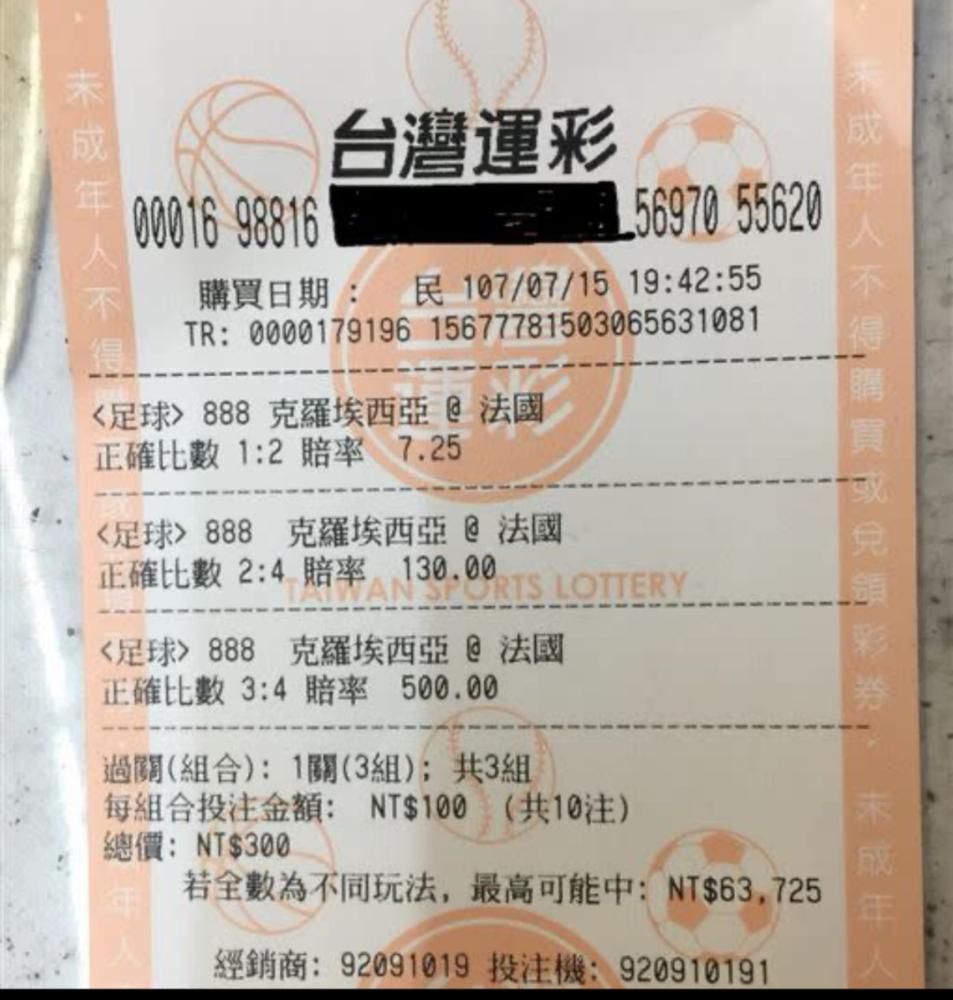 台灣運彩
00016 98816 56970 55620
購買日期： 民 107/07/15 19:42:55
TR: 0000179196 156777815030656310​81
<足球> 888 克羅埃西亞 @ 法國
正確比數 1:2 賠率 7.25
<足球> 888 克羅埃西亞 @ 法國
正確比數 2:4 賠率 130.00
TAIWAN SPORTS LOTTERY
<足球> 888 克羅埃西亞 @ 法國
正確比數 3:4 賠率 500.00
過關(組合): 1關(3組); 共3組
每組合投注金額: NT$100 (共10注)
總價: NT$300
若全數為不同玩法, 最高可能中: NT$63,725
經銷商: 92091019 投注機: 920910191
未成年人不得
年人
未成年人不得購買或兌領彩券
未成年人
台灣運彩